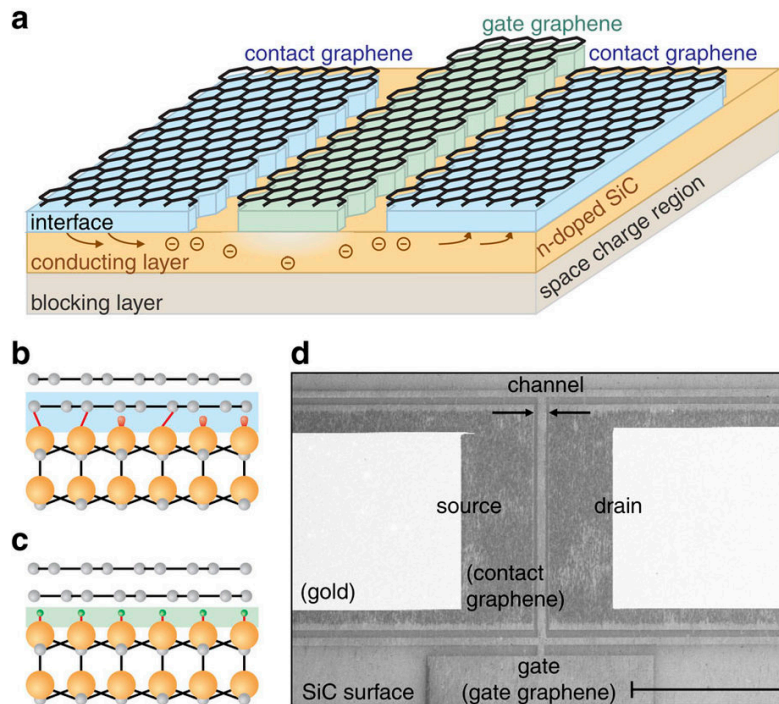 a
gate graphene
contact graphene
contact graphene
interface
conducting layer
blocking layer
n-doped SiC
space charge region
b
c
d
channel
source
drain
(gold)
(contact
graphene)
gate
(gate graphene)
SiC surface